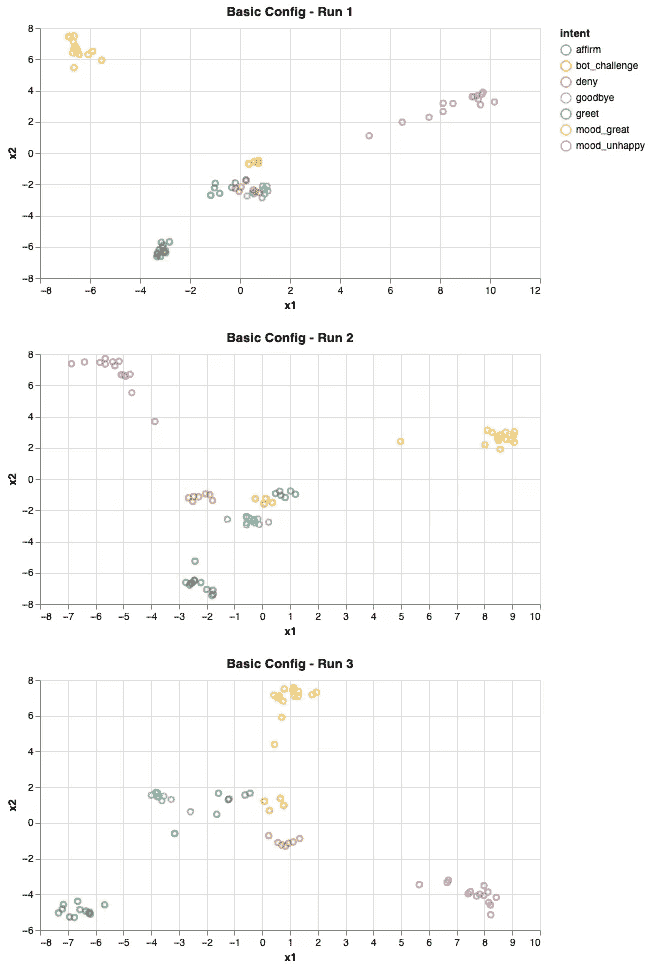 Basic Config - Run 1
8
6
4
2
0
−2
−4
−6
−8
x2
−8 −6 −4 −2 0 2 4 6 8 10 12
x1
intent
affirm
bot_challenge
deny
goodbye
greet
mood_great
mood_unhappy
Basic Config - Run 2
8
6
4
2
0
−2
−4
−6
−8
x2
−8 −7 −6 −5 −4 −3 −2 −1 0 1 2 3 4 5 6 7 8 9 10
x1
Basic Config - Run 3
8
6
4
2
0
−2
−4
−6
x2
−8 −7 −6 −5 −4 −3 −2 −1 0 1 2 3 4 5 6 7 8 9 10
x1